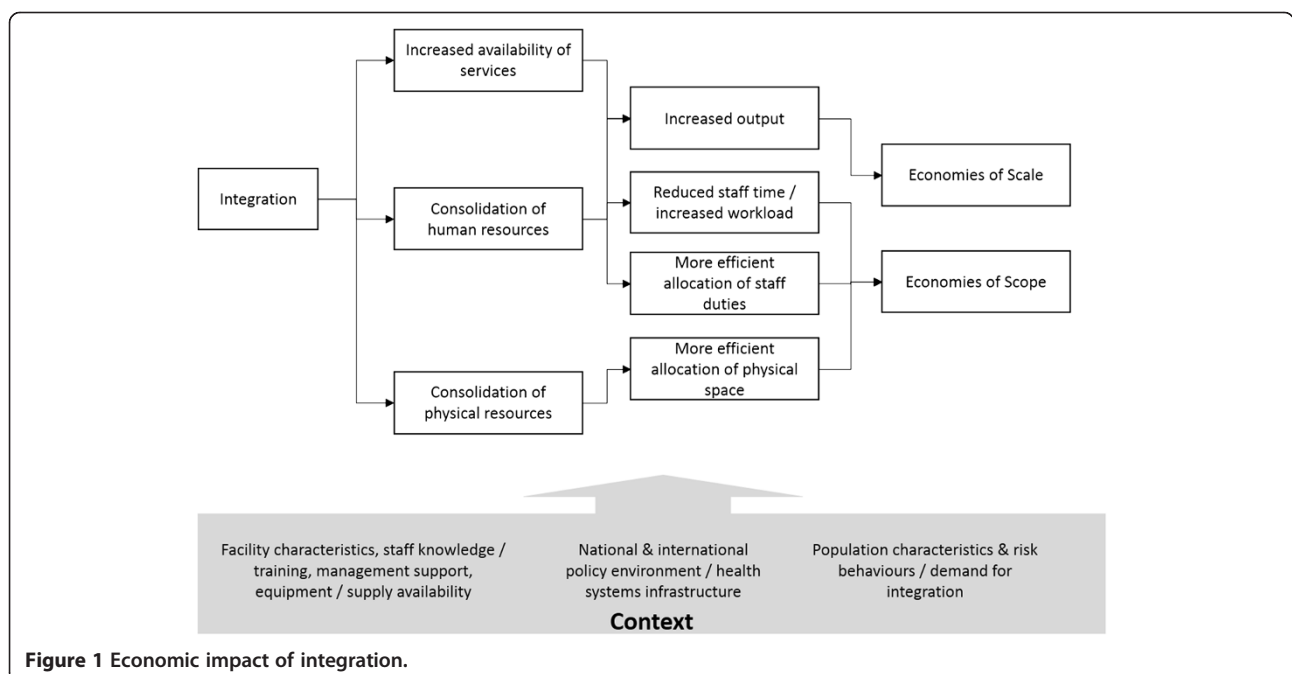 Increased availability of
services
Increased output
Economies of Scale
Integration
Consolidation of
human resources
Reduced staff time /
increased workload
More efficient
allocation of staff
duties
Economies of Scope
More efficient
allocation of physical
space
Consolidation of
physical resources
Facility characteristics, staff knowledge /
training, management support,
equipment / supply availability
National & international
policy environment / health
systems infrastructure
Population characteristics & risk
behaviours / demand for
integration
Context
Figure 1 Economic impact of integration.